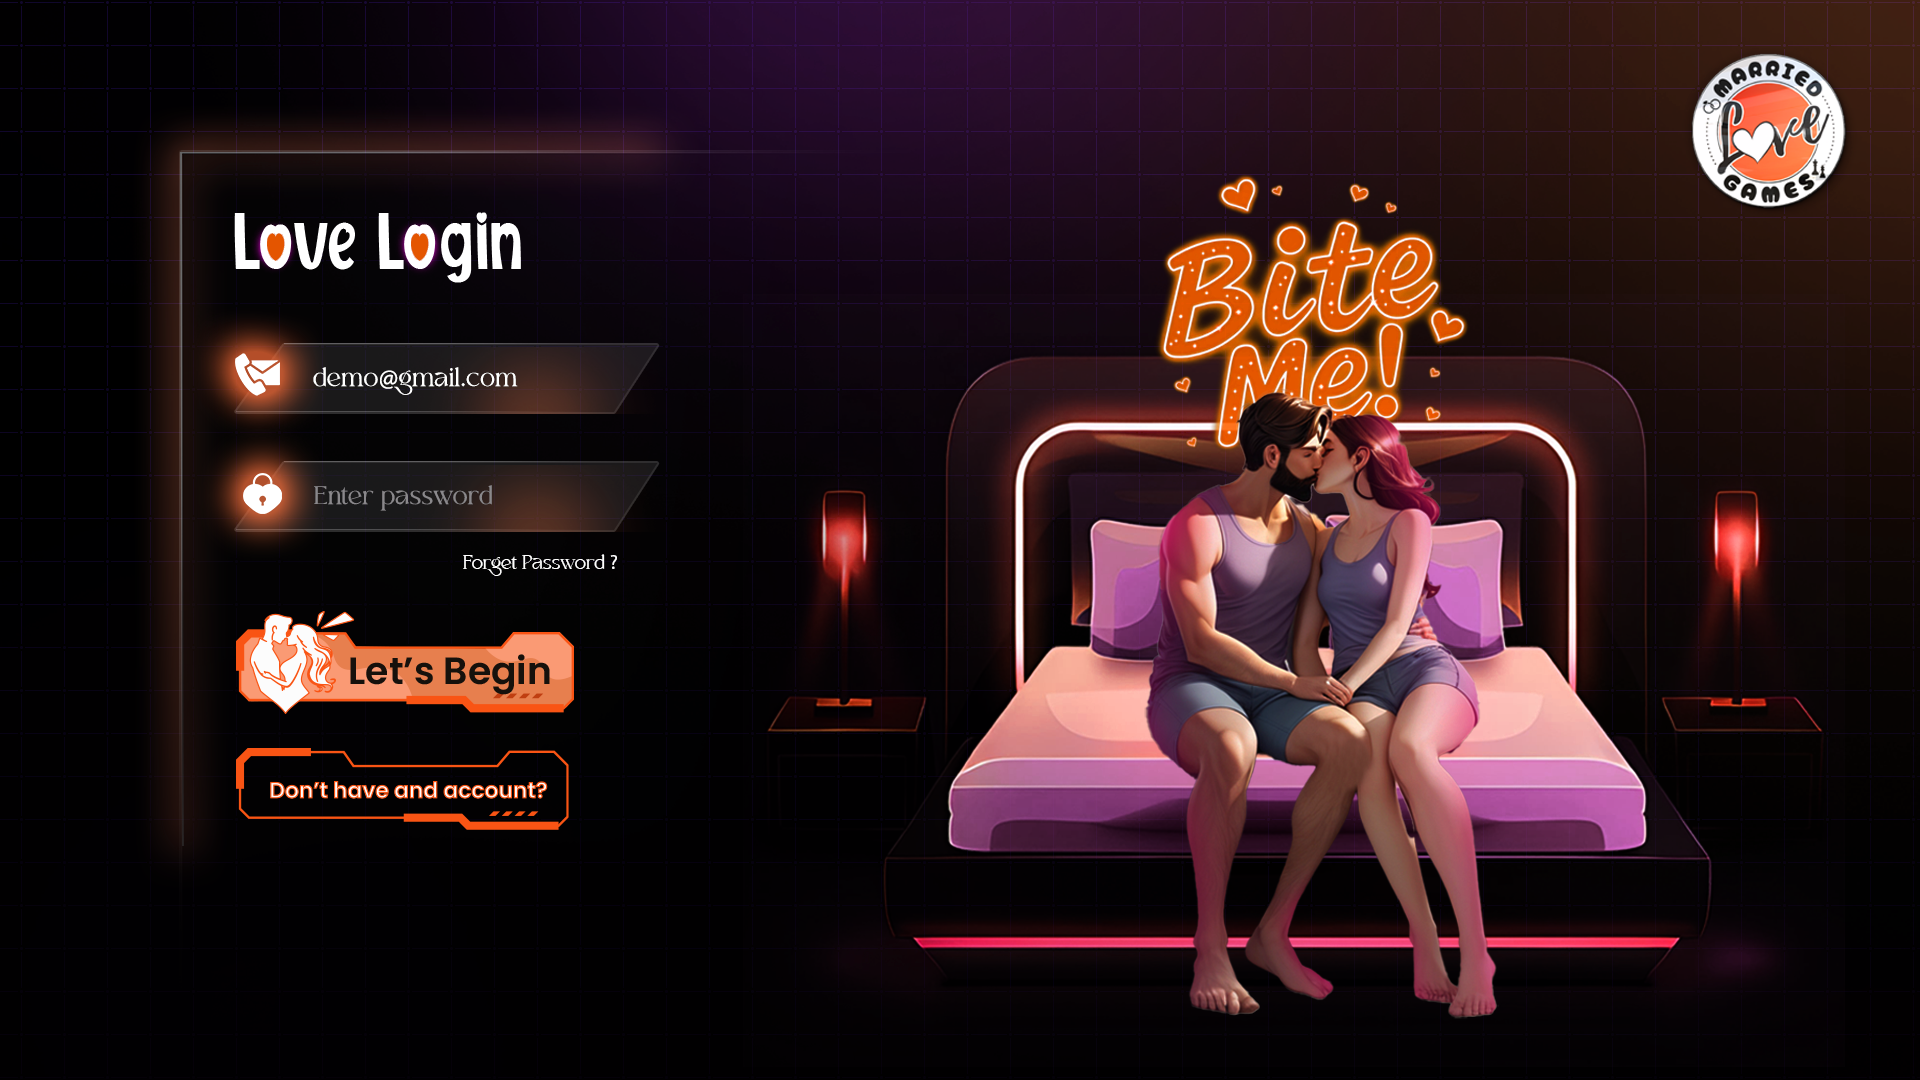 MARRIED
Love
GAMES
Love Login
Bite
Me!
demo@gmail.com
Enter password
Forget Password ?
Let's Begin
Don't have and account?